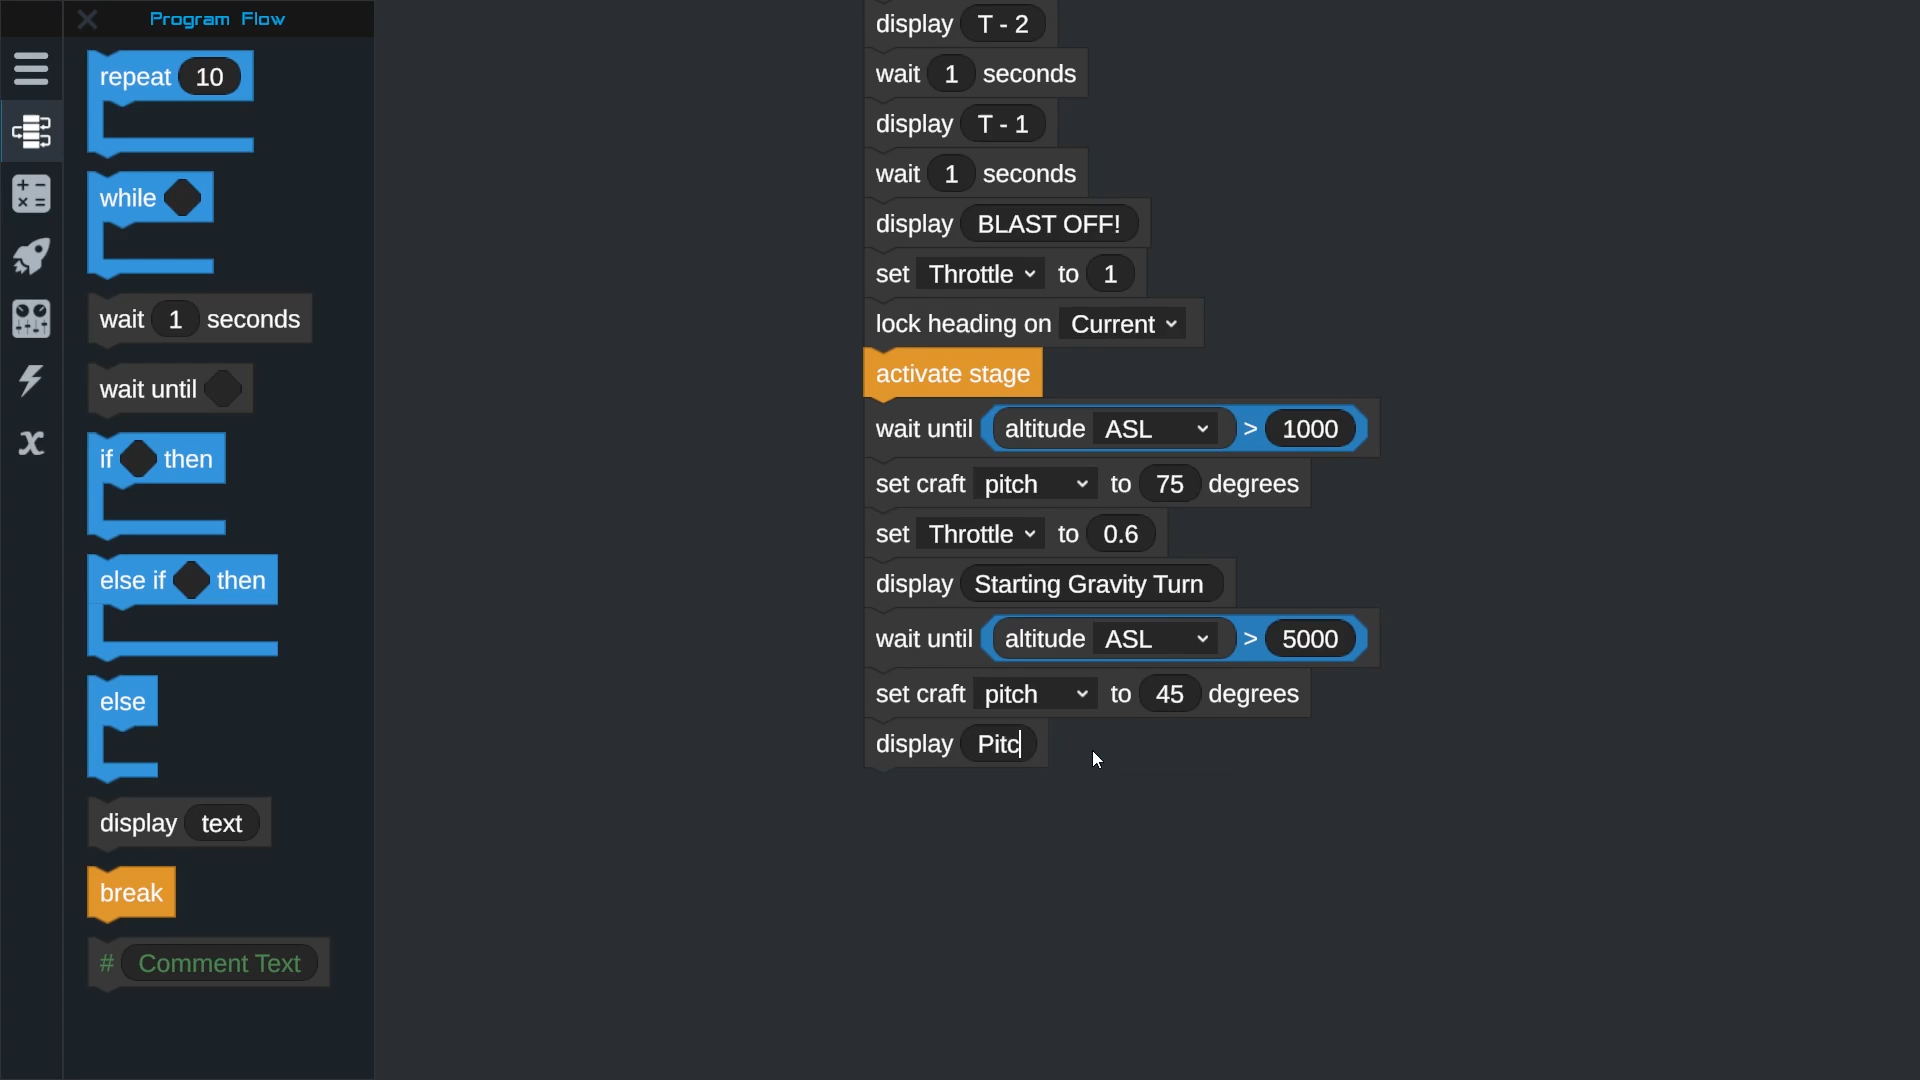 Program Flow
repeat 10
while
wait 1 seconds
wait until
if then
else if then
else
display text
break
# Comment Text
display T - 2
wait 1 seconds
display T - 1
wait 1 seconds
display BLAST OFF!
set Throttle to 1
lock heading on Current
activate stage
wait until altitude ASL > 1000
set craft pitch to 75 degrees
set Throttle to 0.6
display Starting Gravity Turn
wait until altitude ASL > 5000
set craft pitch to 45 degrees
display Pitc